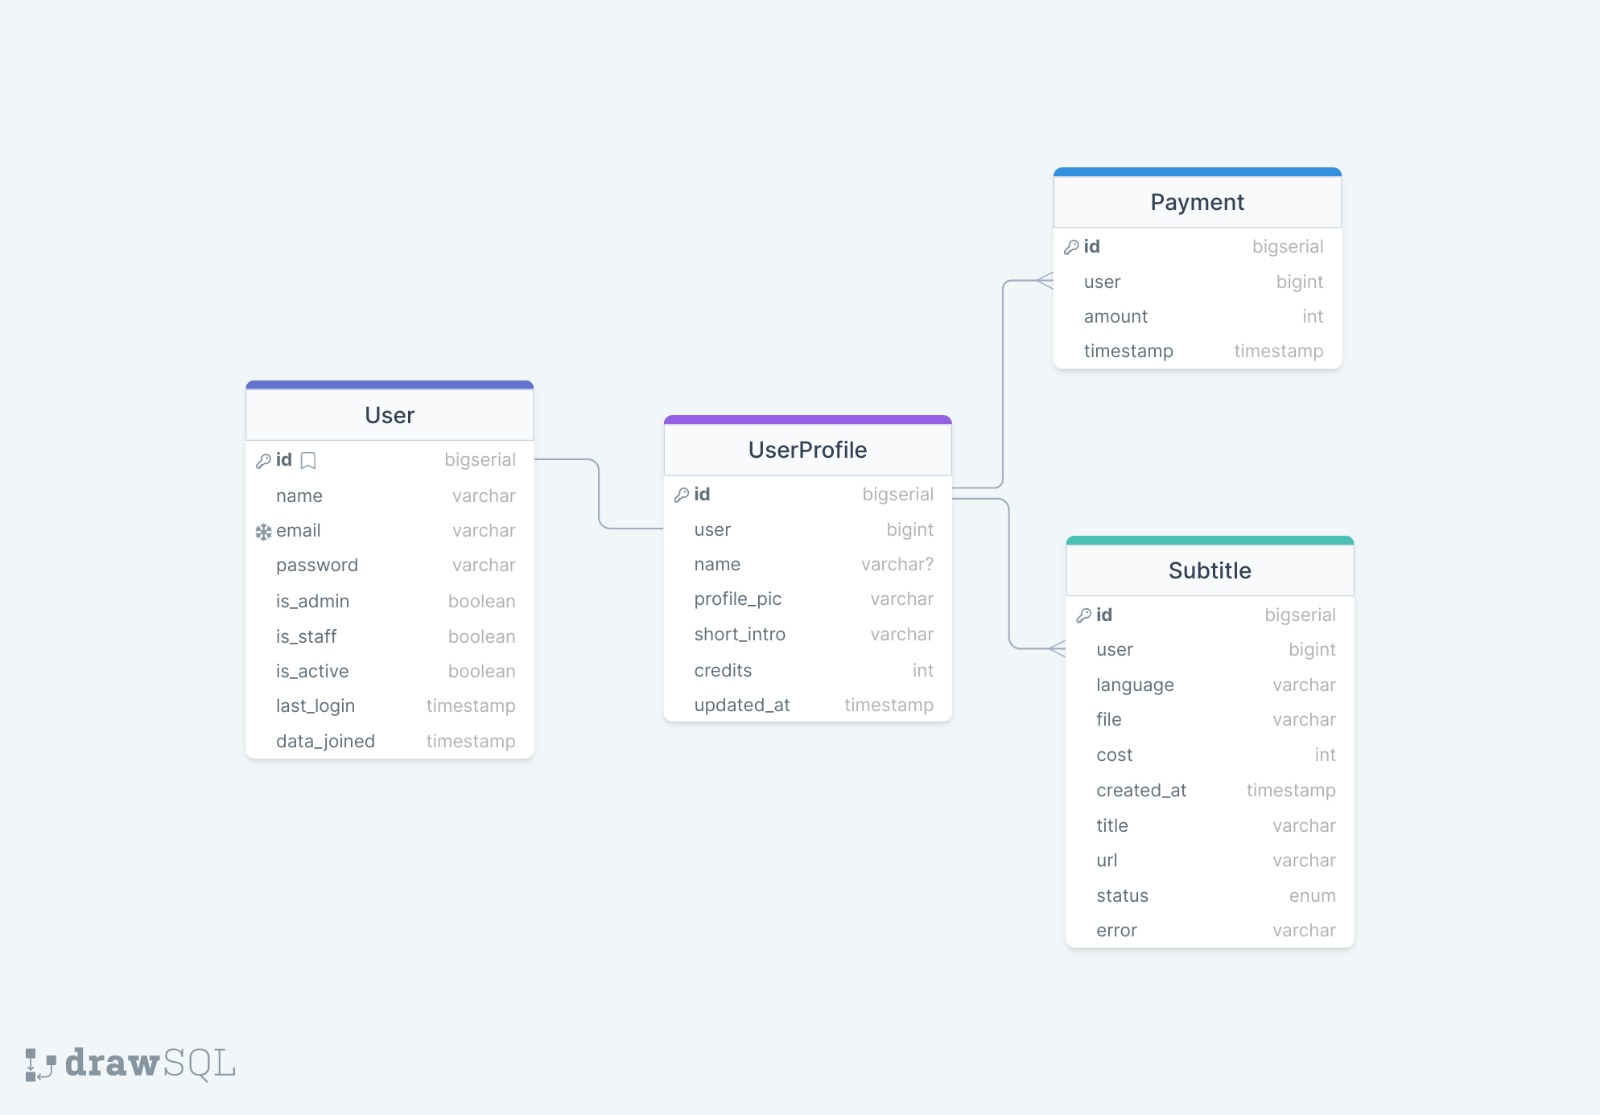 User
id bigserial
name varchar
email varchar
password varchar
is_admin boolean
is_staff boolean
is_active boolean
last_login timestamp
data_joined timestamp
UserProfile
id bigserial
user bigint
name varchar?
profile_pic varchar
short_intro varchar
credits int
updated_at timestamp
Payment
id bigserial
user bigint
amount int
timestamp timestamp
Subtitle
id bigserial
user bigint
language varchar
file varchar
cost int
created_at timestamp
title varchar
url varchar
status enum
error varchar
drawSQL